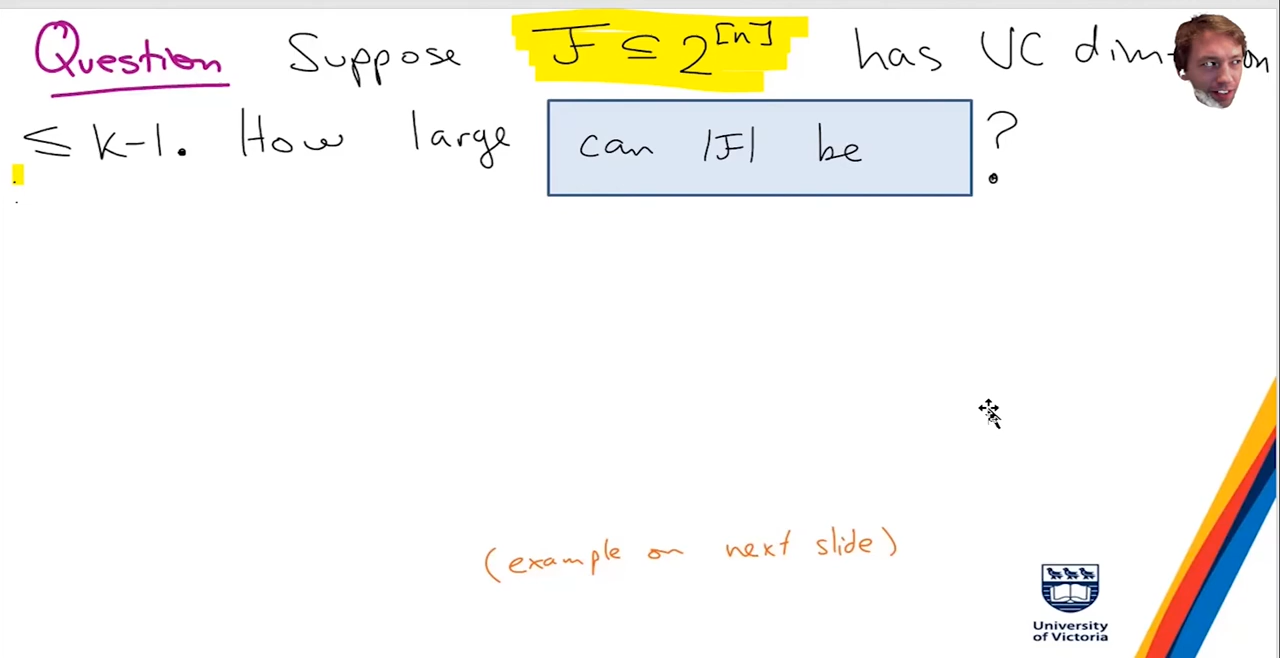 Question Suppose F ⊆ 2^[n] has VC dimension
≤ k-1. How large can |F| be ?
(example on next slide)
University
of Victoria